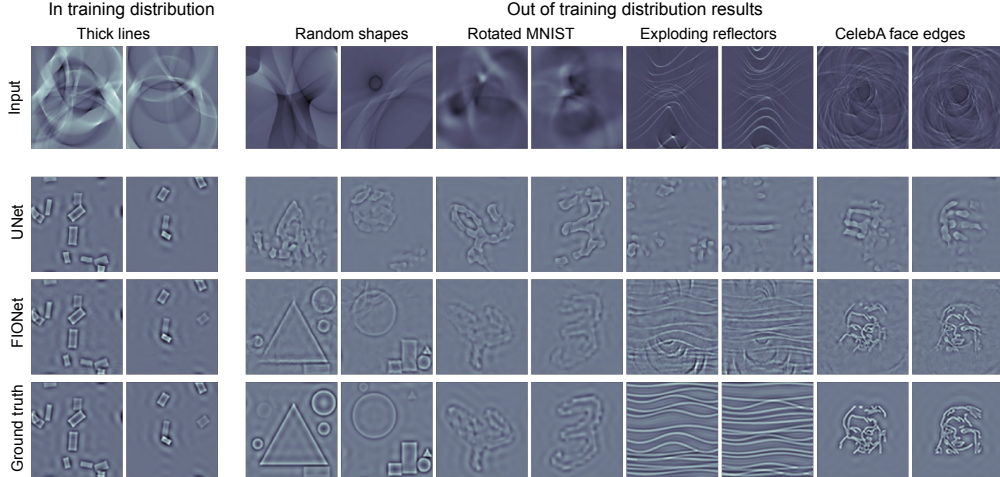 In training distribution
Out of training distribution results
Thick lines
Random shapes
Rotated MNIST
Exploding reflectors
CelebA face edges
Input
UNet
FIONet
Ground truth